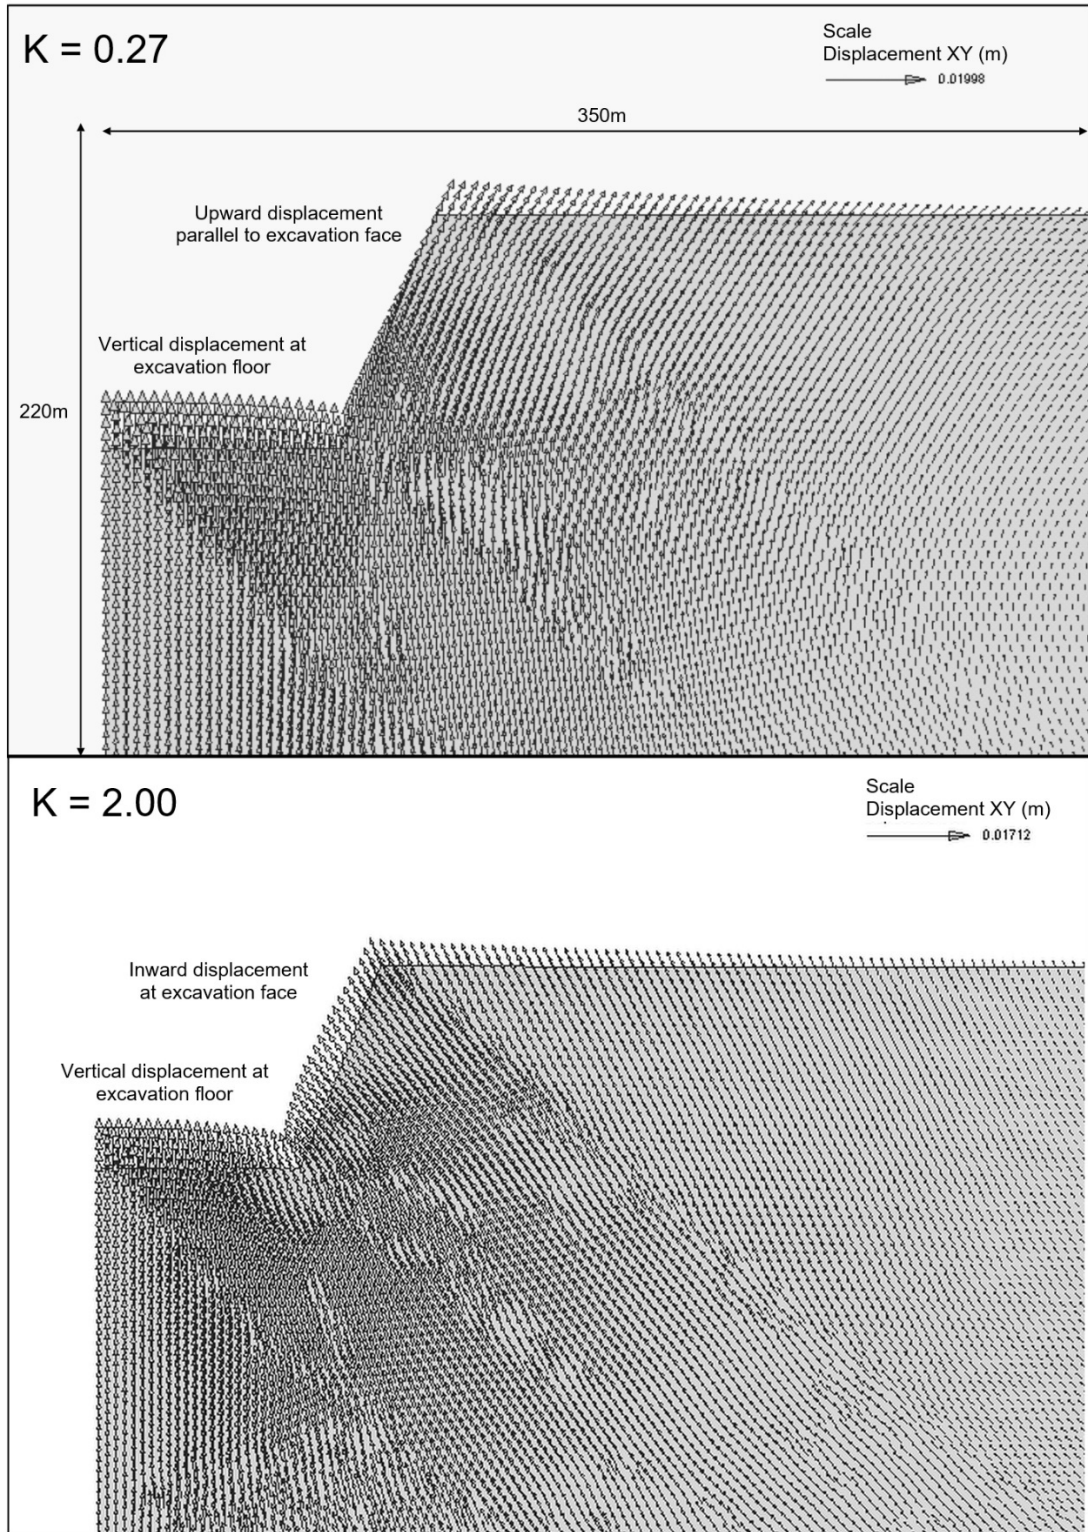 K = 0.27
Scale
Displacement XY (m)
0.01998
350m
Upward displacement
parallel to excavation face
Vertical displacement at
excavation floor
220m
K = 2.00
Scale
Displacement XY (m)
0.01712
Inward displacement
at excavation face
Vertical displacement at
excavation floor